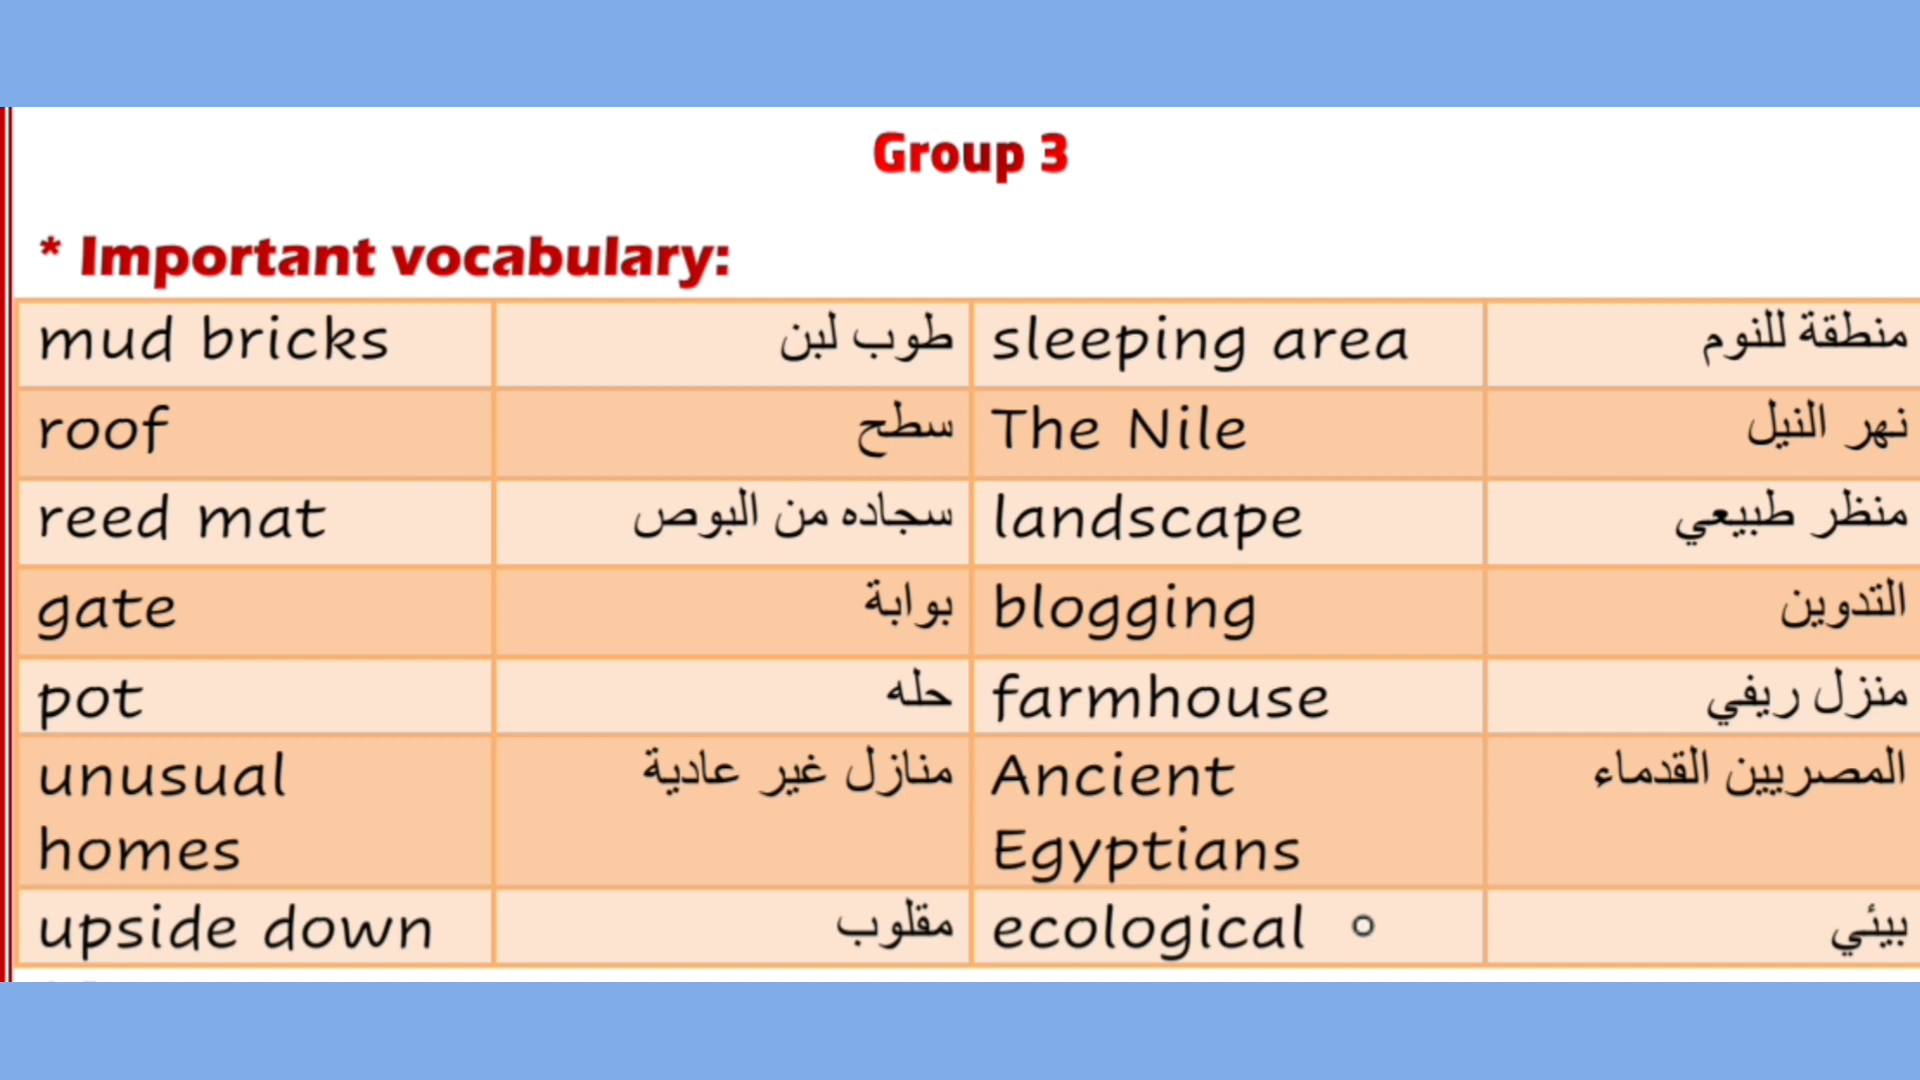 Group 3
* Important vocabulary:
mud bricks طوب لبن sleeping area منطقة للنوم
roof سطح The Nile نهر النيل
reed mat سجاده من البوص landscape منظر طبيعي
gate بوابة blogging التدوين
pot حله farmhouse منزل ريفي
unusual منازل غير عادية Ancient المصريين القدماء
homes Egyptians
upside down مقلوب ecological بيئي